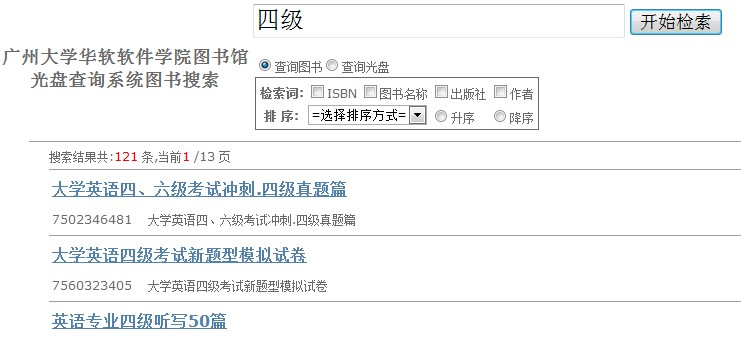 四级
开始检索
广州大学华软软件学院图书馆
光盘查询系统图书搜索
查询图书 查询光盘
检索词: ISBN 图书名称 出版社 作者
排 序: =选择排序方式= 升序 降序
搜索结果共:121 条,当前1 /13 页
大学英语四、六级考试冲刺.四级真题篇
7502346481 大学英语四、六级考试冲刺.四级真题篇
大学英语四级考试新题型模拟试卷
7560323405 大学英语四级考试新题型模拟试卷
英语专业四级听写50篇